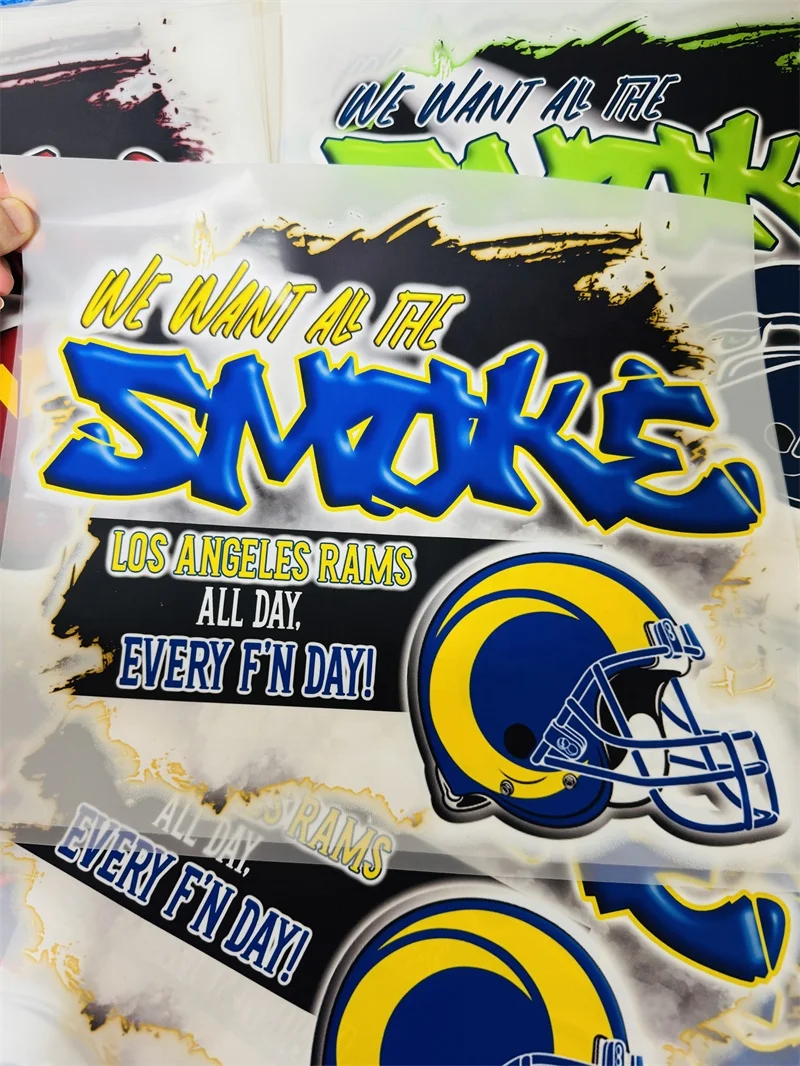 WE WANT ALL THE
WE WANT ALL THE
SMOKE
LOS ANGELES RAMS
ALL DAY,
EVERY F'N DAY!
RAMS
ALL DAY,
EVERY F'N DAY!